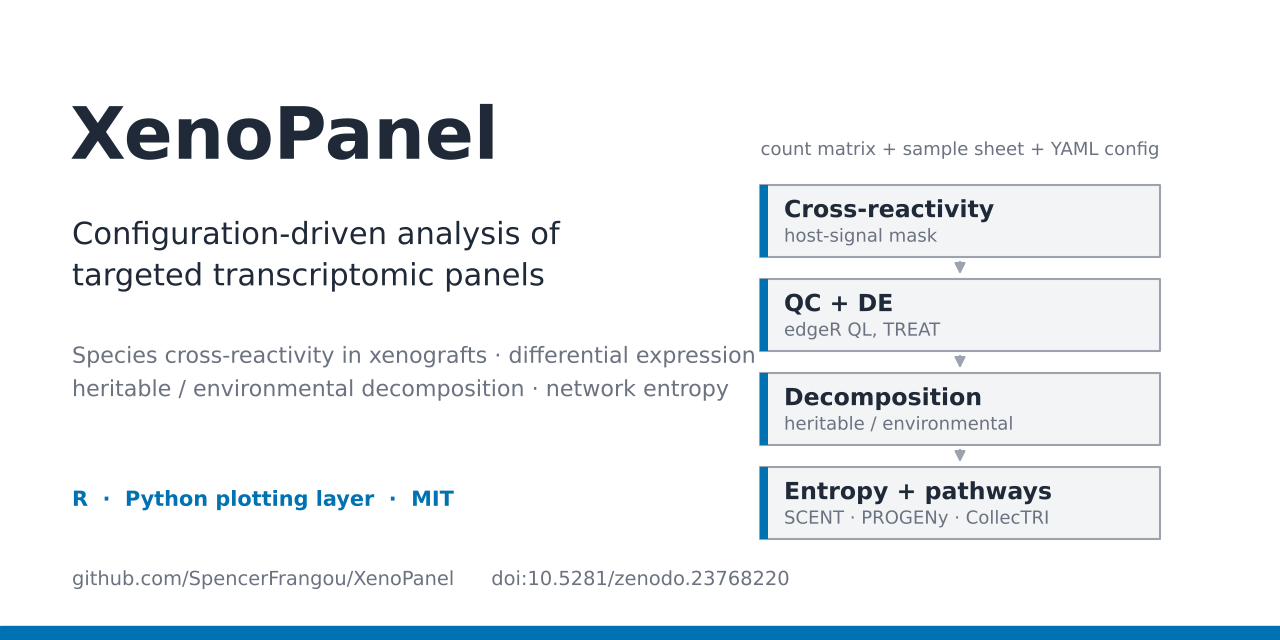 XenoPanel
Configuration-driven analysis of
targeted transcriptomic panels
Species cross-reactivity in xenografts · differential expression
heritable / environmental decomposition · network entropy
R · Python plotting layer · MIT
github.com/SpencerFrangou/XenoPanel doi:10.5281/zenodo.23768220
count matrix + sample sheet + YAML config
Cross-reactivity
host-signal mask
QC + DE
edgeR QL, TREAT
Decomposition
heritable / environmental
Entropy + pathways
SCENT · PROGENy · CollecTRI